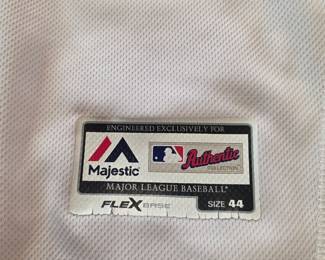 ENGINEERED EXCLUSIVELY FOR
Majestic®
Authentic
COLLECTION
MAJOR LEAGUE BASEBALL®
FLEX BASE
SIZE 44